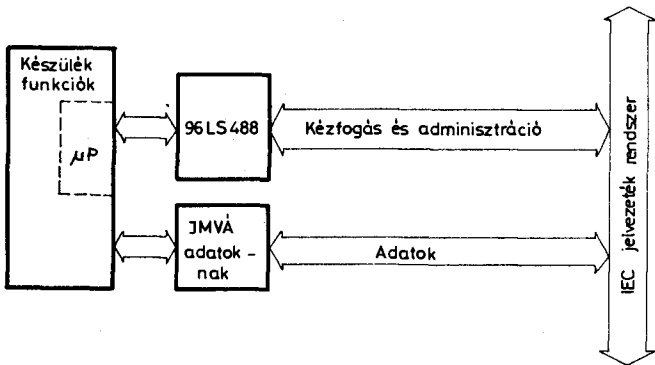 Készülék
funkciók
μP
96LS488
Kézfogás és adminisztráció
JMVÁ
adatok -
nak
Adatok
IEC jelvezeték rendszer